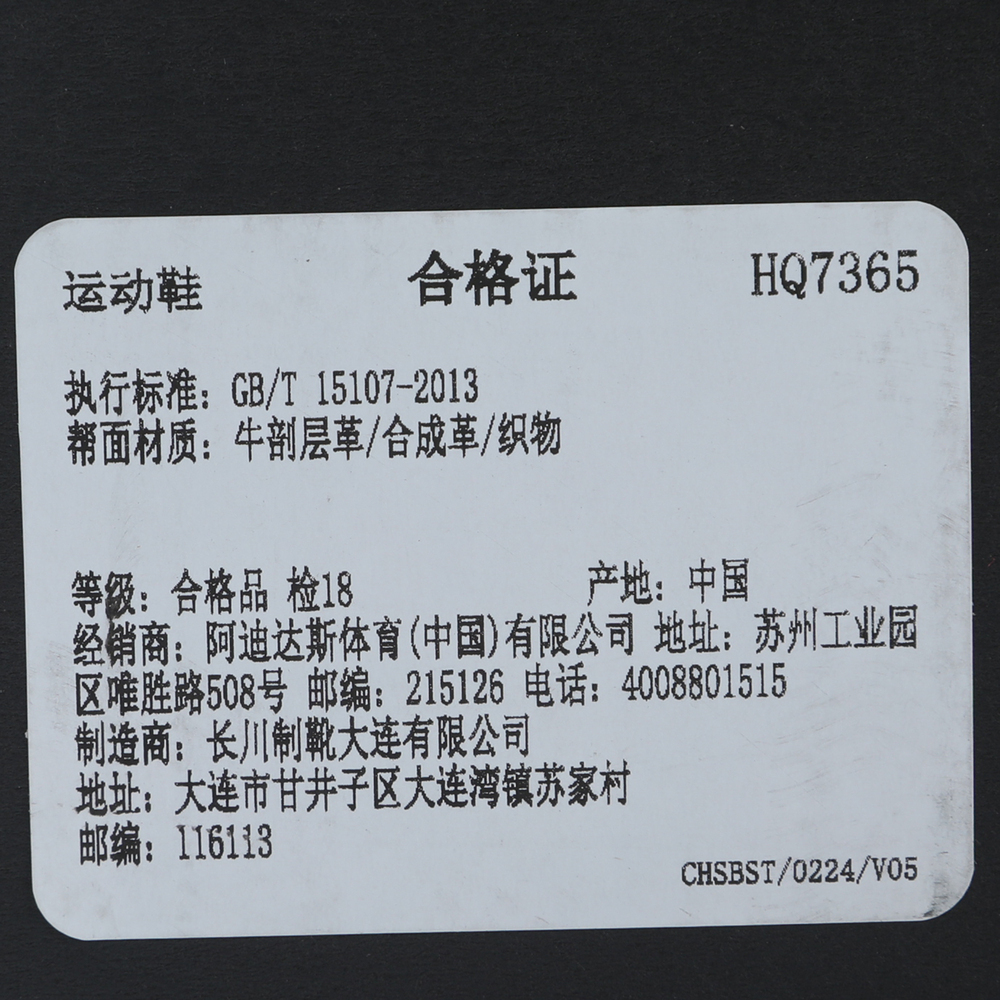 运动鞋 合格证 HQ7365
执行标准：GB/T 15107-2013
帮面材质：牛剖层革/合成革/织物
等级：合格品 检18 产地：中国
经销商：阿迪达斯体育(中国)有限公司 地址：苏州工业园
区唯胜路508号 邮编：215126 电话：4008801515
制造商：长川制靴大连有限公司
地址：大连市甘井子区大连湾镇苏家村
邮编：116113
CHSBST/0224/V05